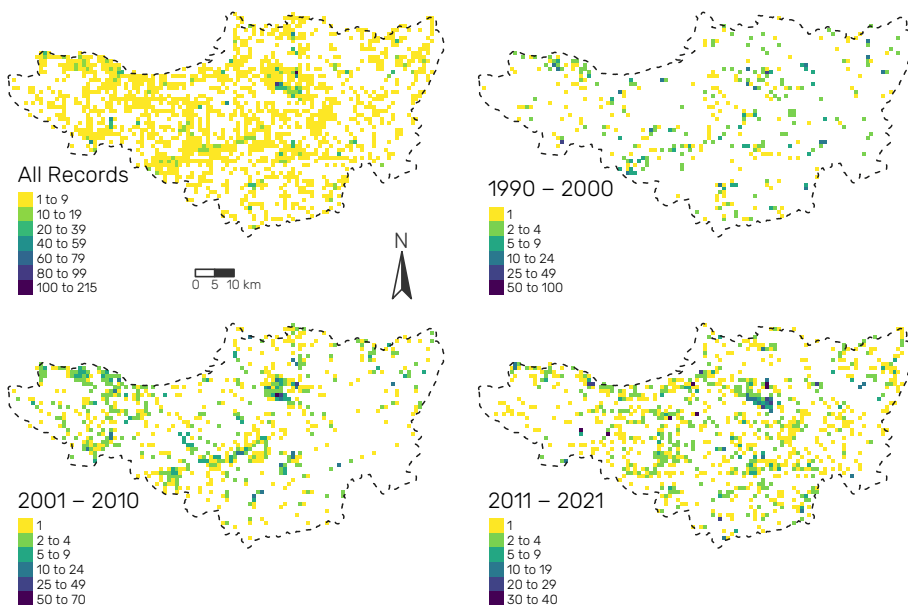 All Records
1 to 9
10 to 19
20 to 39
40 to 59
60 to 79
80 to 99
100 to 215
N
0 5 10 km
1990 – 2000
1
2 to 4
5 to 9
10 to 24
25 to 49
50 to 100
2001 – 2010
1
2 to 4
5 to 9
10 to 24
25 to 49
50 to 70
2011 – 2021
1
2 to 4
5 to 9
10 to 19
20 to 29
30 to 40